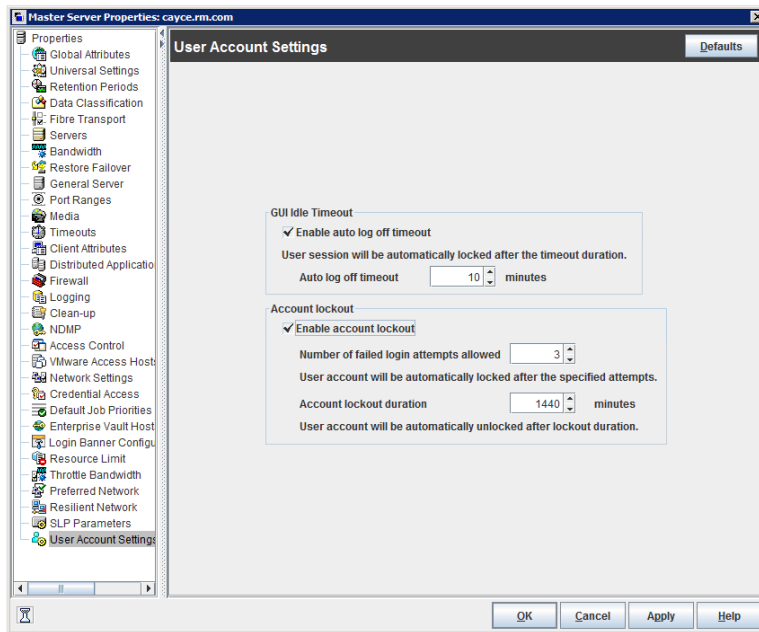 Master Server Properties: cayce.rm.com
Properties
Global Attributes
Universal Settings
Retention Periods
Data Classification
Fibre Transport
Servers
Bandwidth
Restore Failover
General Server
Port Ranges
Media
Timeouts
Client Attributes
Distributed Applicatio
Firewall
Logging
Clean-up
NDMP
Access Control
VMware Access Hosts
Network Settings
Credential Access
Default Job Priorities
Enterprise Vault Host
Login Banner Configu
Resource Limit
Throttle Bandwidth
Preferred Network
Resilient Network
SLP Parameters
User Account Settings
User Account Settings
Defaults
GUI Idle Timeout
Enable auto log off timeout
User session will be automatically locked after the timeout duration.
Auto log off timeout 10 minutes
Account lockout
Enable account lockout
Number of failed login attempts allowed 3
User account will be automatically locked after the specified attempts.
Account lockout duration 1440 minutes
User account will be automatically unlocked after lockout duration.
OK Cancel Apply Help